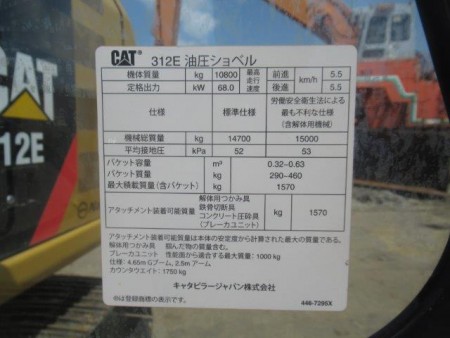 CAT 312E 油圧ショベル
機体質量 kg 10800 最高走行速度 前進 km/h 5.5
定格出力 kW 68.0 後進 5.5
仕様 標準仕様 労働安全衛生法による最も不利な仕様(含解体用機械)
機械総質量 kg 14700 15000
平均接地圧 kPa 52 53
バケット容量 m³ 0.32~0.63
バケット質量 kg 290~460
最大積載質量(含バケット) kg 1570
アタッチメント装着可能質量 解体用つかみ具 鉄骨切断具 コンクリート圧砕具 (ブレーカユニット) kg 1570
アタッチメント装着可能質量は本体の安定度から計算された最大の質量である。
解体用つかみ具 掴んだ物の質量含む。
ブレーカユニット 性能面から適合する最大質量 1000 kg
仕様: 4.65m Gブーム, 2.5m アーム
カウンタウエイト: 1750 kg
キャタピラージャパン株式会社
®は登録商標の表示です。
446-7295X
CAT
12E